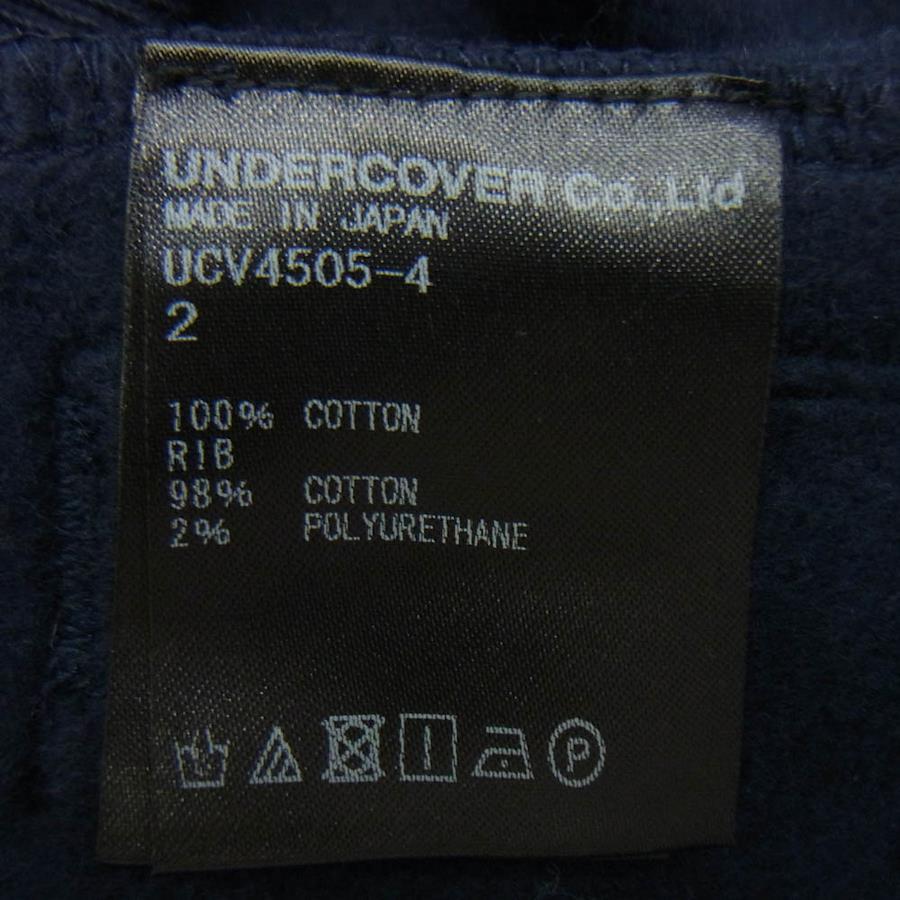 UNDERCOVER Co.,Ltd
MADE IN JAPAN
UCV4505-4
2
100% COTTON
RIB
98% COTTON
2% POLYURETHANE
P